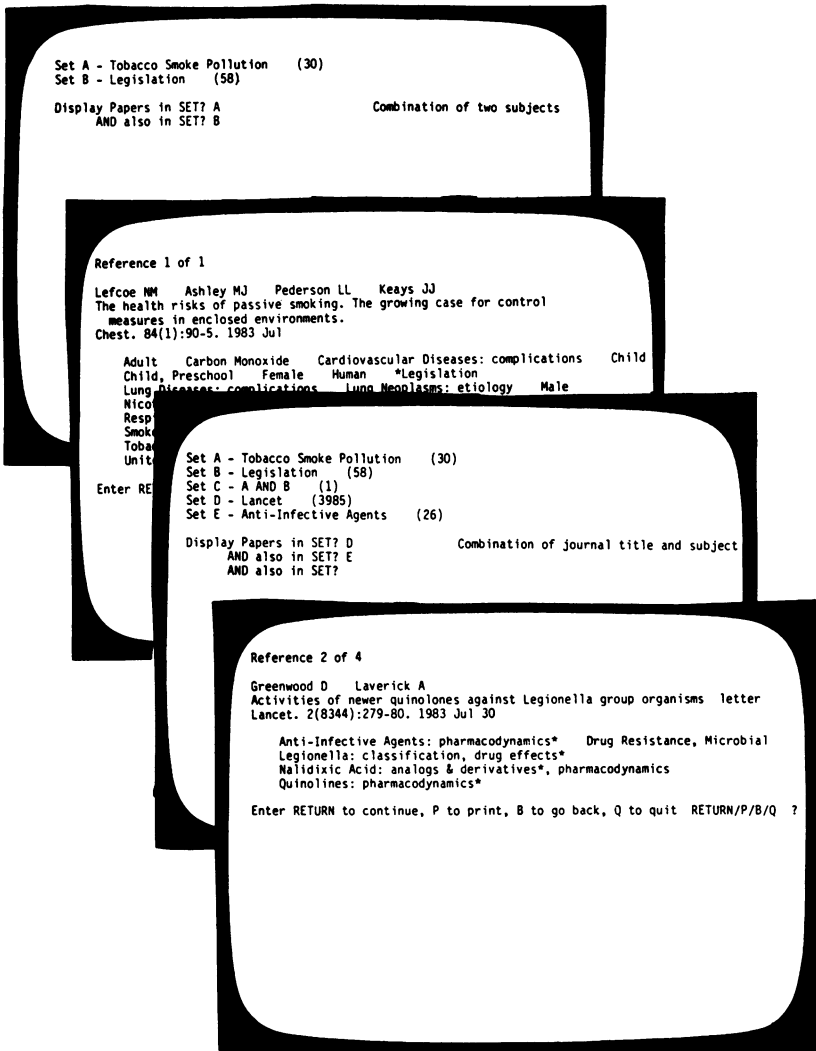 Set A - Tobacco Smoke Pollution (30)
Set B - Legislation (58)
Display Papers in SET? A Combination of two subjects
AND also in SET? B
Reference 1 of 1
Lefcoe NM Ashley MJ Pederson LL Keays JJ
The health risks of passive smoking. The growing case for control
measures in enclosed environments.
Chest. 84(1):90-5. 1983 Jul
Adult Carbon Monoxide Cardiovascular Diseases: complications Child
Child, Preschool Female Human *Legislation
Lung Diseases: complications Lung Neoplasms: etiology Male
Enter
Set A - Tobacco Smoke Pollution (30)
Set B - Legislation (58)
Set C - A AND B (1)
Set D - Lancet (3985)
Set E - Anti-Infective Agents (26)
Display Papers in SET? D Combination of journal title and subject
AND also in SET? E
AND also in SET?
Reference 2 of 4
Greenwood D Laverick A
Activities of newer quinolones against Legionella group organisms letter
Lancet. 2(8344):279-80. 1983 Jul 30
Anti-Infective Agents: pharmacodynamics* Drug Resistance, Microbial
Legionella: classification, drug effects*
Nalidixic Acid: analogs & derivatives*, pharmacodynamics
Quinolines: pharmacodynamics*
Enter RETURN to continue, P to print, B to go back, Q to quit RETURN/P/B/Q ?